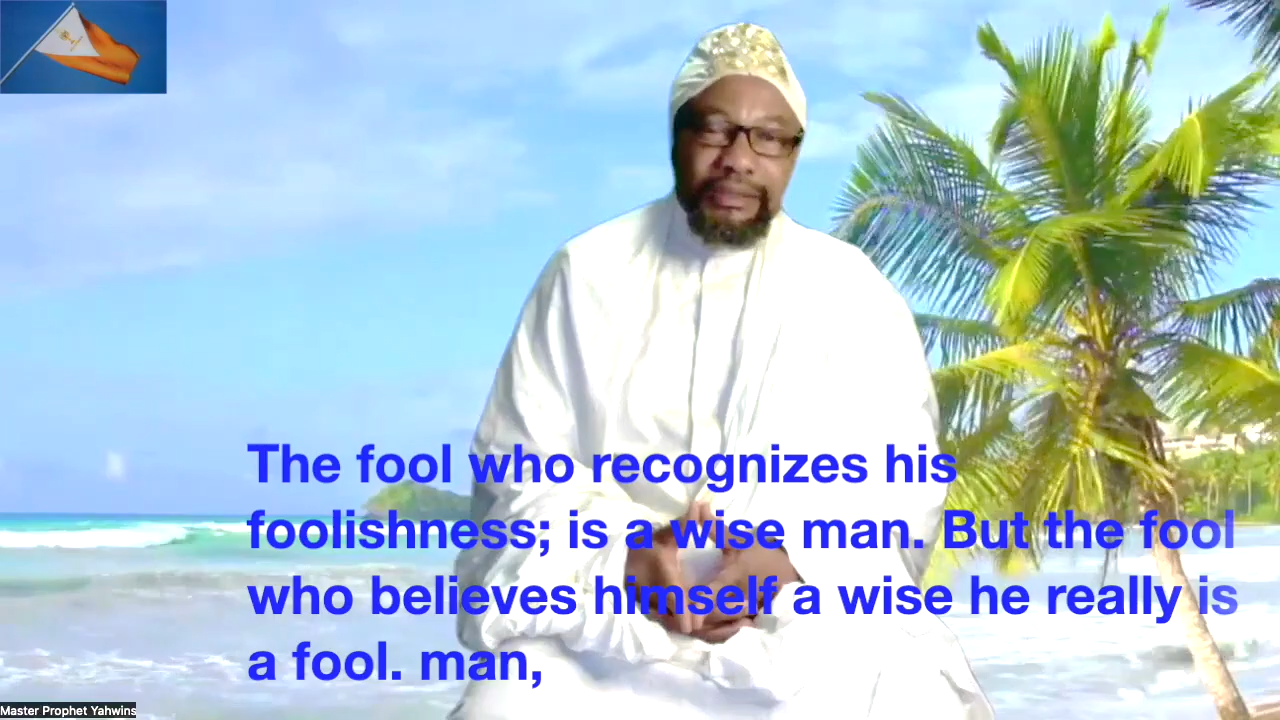 The fool who recognizes his
foolishness; is a wise man. But the fool
who believes himself a wise he really is
a fool. man,
Master Prophet Yahwins